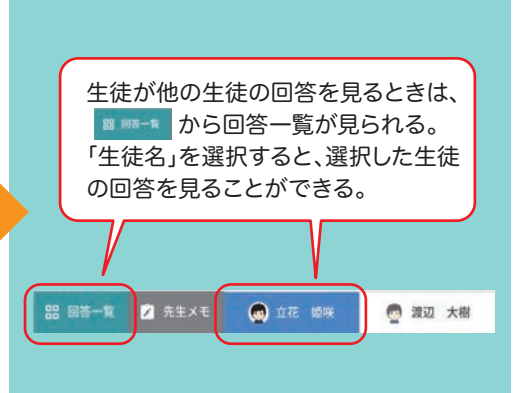 生徒が他の生徒の回答を見るときは、
回答一覧 から回答一覧が見られる。
「生徒名」を選択すると、選択した生徒
の回答を見ることができる。
回答一覧 先生メモ 立花 姫咲 渡辺 大樹